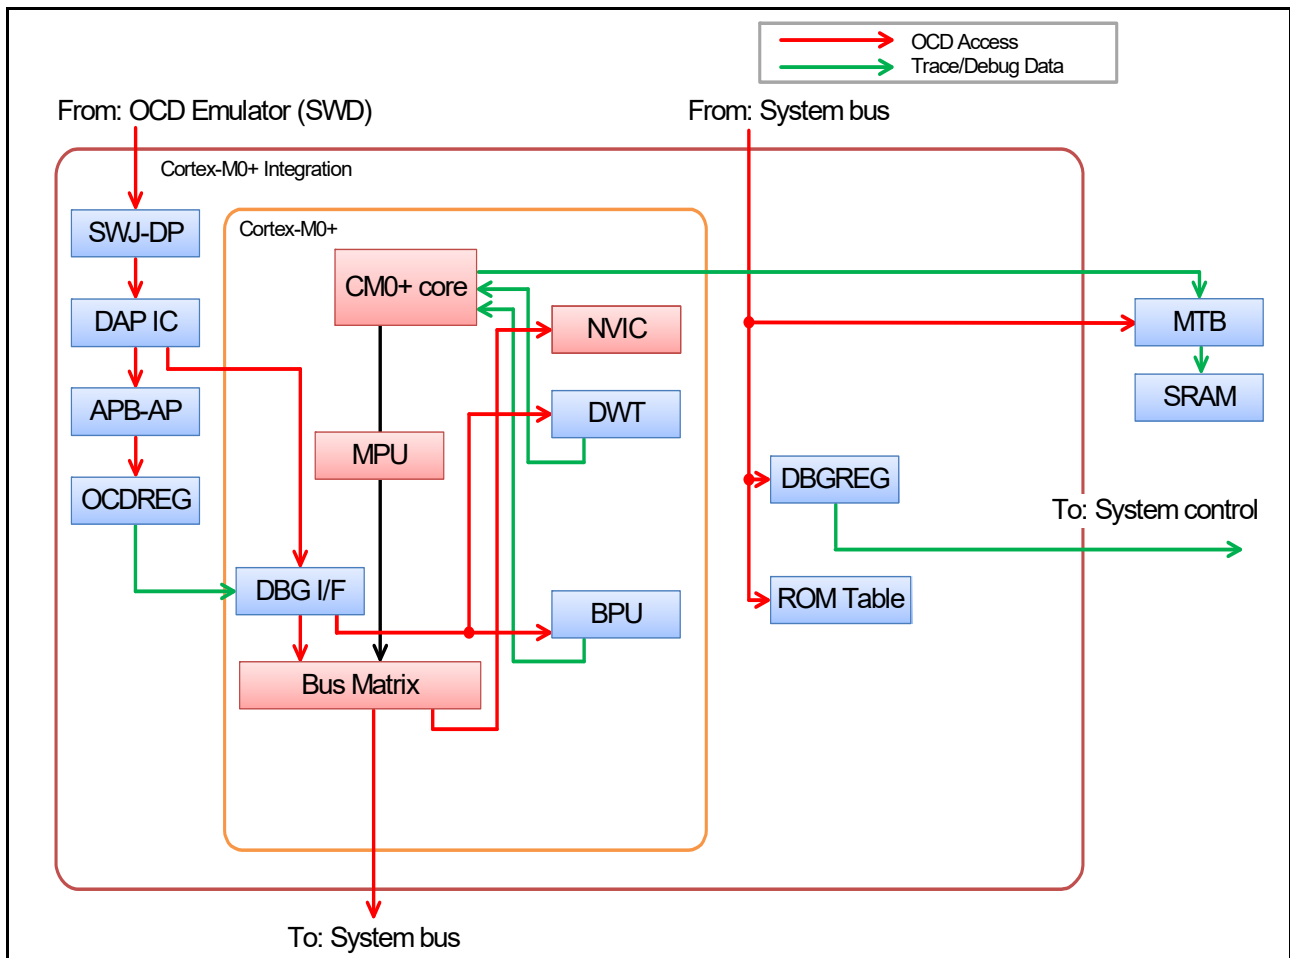 OCD Access
Trace/Debug Data
From: OCD Emulator (SWD)
From: System bus
Cortex-M0+ Integration
SWJ-DP
Cortex-M0+
CM0+ core
DAP IC
NVIC
MTB
APB-AP
DWT
SRAM
MPU
OCDREG
DBGREG
To: System control
DBG I/F
BPU
ROM Table
Bus Matrix
To: System bus